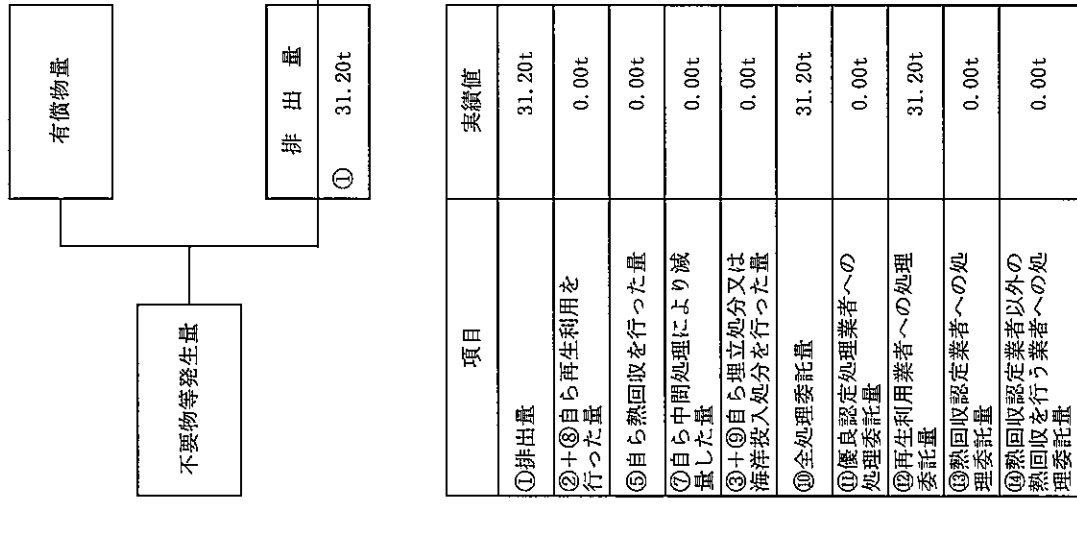 有償物量
不要物等発生量
排出量
① 31.20t
項目 実績値
①排出量 31.20t
②+⑧自ら再生利用を
行った量 0.00t
⑤自ら熱回収を行った量 0.00t
⑦自ら中間処理により減
量した量 0.00t
③+⑨自ら埋立処分又は
海洋投入処分を行った量 0.00t
⑩全処理委託量 31.20t
⑪優良認定処理業者への
処理委託量 0.00t
⑫再生利用業者への処理
委託量 31.20t
⑬熱回収認定業者への処
理委託量 0.00t
⑭熱回収認定業者以外の
熱回収を行う業者への処
理委託量 0.00t